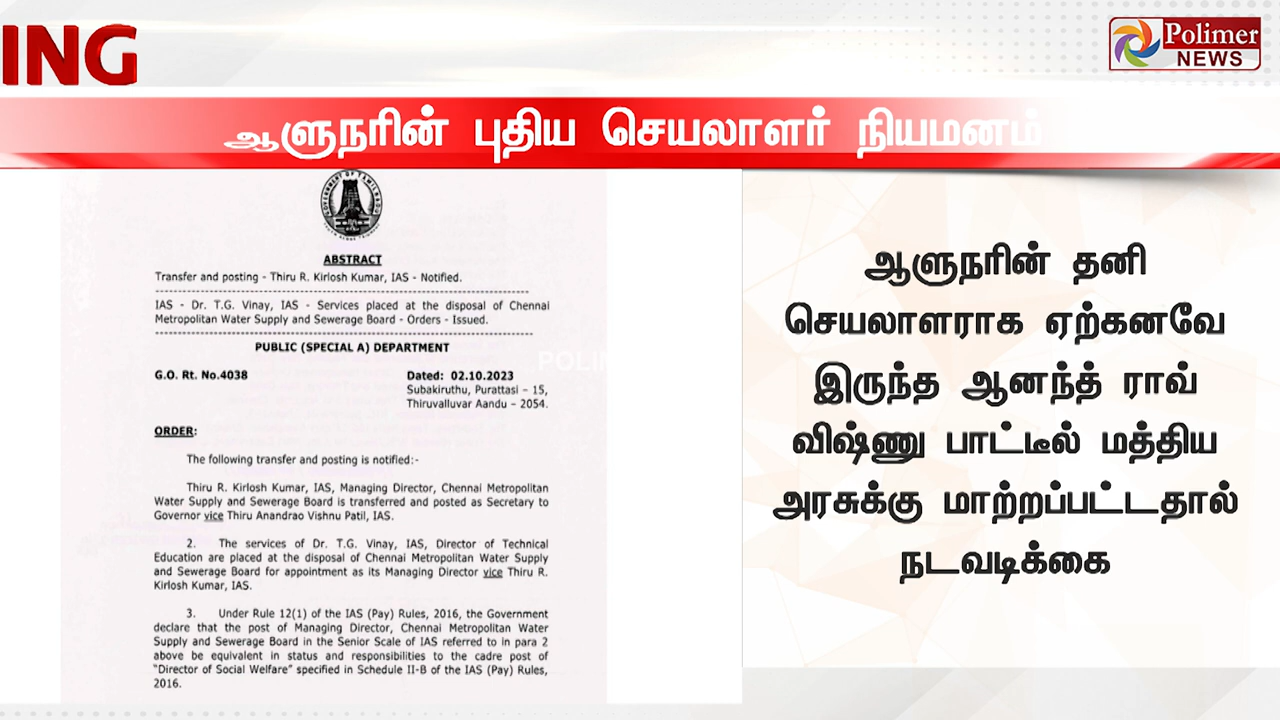 ING
Polimer
NEWS
ஆளுநரின் புதிய செயலாளர் நியமனம்
ABSTRACT
Transfer and posting - Thiru R. Kirlosh Kumar, IAS - Notified.
IAS - Dr. T.G. Vinay, IAS - Services placed at the disposal of Chennai
Metropolitan Water Supply and Sewerage Board - Orders - Issued.
PUBLIC (SPECIAL A) DEPARTMENT
G.O. Rt. No.4038
Dated: 02.10.2023
Subakiruthu, Purattasi – 15,
Thiruvalluvar Aandu – 2054.
ORDER:
The following transfer and posting is notified:-
Thiru R. Kirlosh Kumar, IAS, Managing Director, Chennai Metropolitan
Water Supply and Sewerage Board is transferred and posted as Secretary to
Governor vice Thiru Anandrao Vishnu Patil, IAS.
2. The services of Dr. T.G. Vinay, IAS, Director of Technical
Education are placed at the disposal of Chennai Metropolitan Water Supply
and Sewerage Board for appointment as its Managing Director vice Thiru R.
Kirlosh Kumar, IAS.
3. Under Rule 12(1) of the IAS (Pay) Rules, 2016, the Government
declare that the post of Managing Director, Chennai Metropolitan Water
Supply and Sewerage Board in the Senior Scale of IAS referred to in para 2
above be equivalent in status and responsibilities to the cadre post of
"Director of Social Welfare" specified in Schedule II-B of the IAS (Pay) Rules,
2016.
ஆளுநரின் தனி
செயலாளராக ஏற்கனவே
இருந்த ஆனந்த் ராவ்
விஷ்ணு பாட்டீல் மத்திய
அரசுக்கு மாற்றப்பட்டதால்
நடவடிக்கை